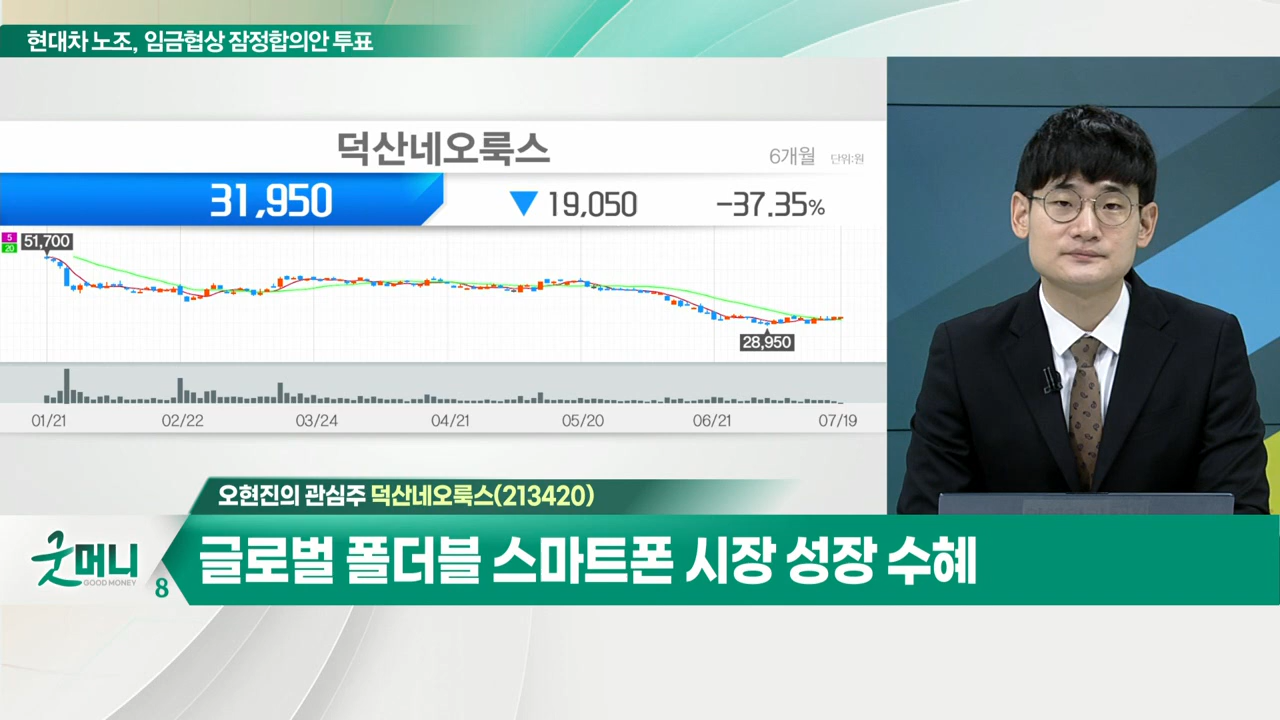 현대차 노조, 임금협상 잠정합의안 투표
덕산네오룩스
6개월 단위:원
31,950 ▼ 19,050 -37.35%
5
20
51,700
28,950
01/21 02/22 03/24 04/21 05/20 06/21 07/19
오현진의 관심주 덕산네오룩스(213420)
굿머니
GOOD MONEY
8
글로벌 폴더블 스마트폰 시장 성장 수혜